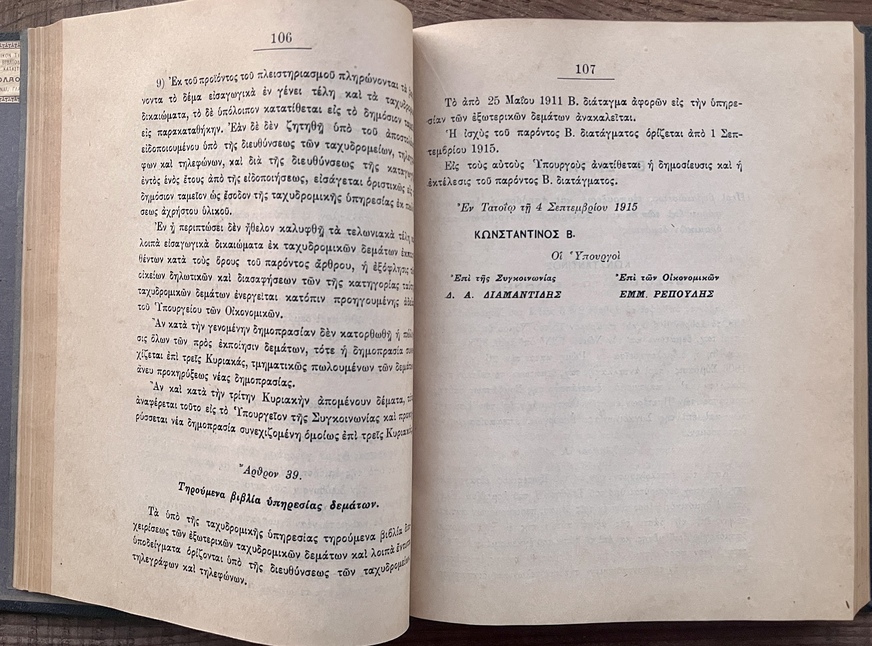 106
9) Ἐκ τοῦ προϊόντος τοῦ πλειστηριασμοῦ πληρώνονται τὰ
νοντα τὸ δέμα εἰσαγωγικὰ ἐν γένει τέλη καὶ τὰ ταχυδρομ
δικαιώματα, τὸ δὲ ὑπόλοιπον κατατίθεται εἰς τὸ δημόσιον
εἰς παρακαταθήκην. Ἐὰν δὲ δὲν ζητηθῇ ὑπὸ τοῦ ἀποστολ
εἰδοποιουμένου ὑπὸ τῆς διευθύνσεως τῶν ταχυδρομείων,
φων καὶ τηλεφώνων, καὶ διὰ τῆς διευθύνσεως τῆς
ἐντὸς ἑνὸς ἔτους ἀπὸ τῆς εἰδοποιήσεως, εἰσάγεται ὁριστικῶς
δημόσιον ταμεῖον ὡς ἔσοδον τῆς ταχυδρομικῆς ὑπηρεσίας ἐκ
σεως ἀχρήστου ὑλικοῦ.
Ἐν ᾗ περιπτώσει δὲν ἤθελον καλυφθῆ τὰ τελωνιακὰ τέλη
λοιπὰ εἰσαγωγικὰ δικαιώματα ἐκ ταχυδρομικῶν δεμάτων
θέντων κατὰ τοὺς ὅρους τοῦ παρόντος ἄρθρου, ἡ ἐξόφλησις
οἰκείων δηλωτικῶν καὶ διασαφήσεων τῶν τῆς κατηγορίας
ταχυδρομικῶν δεμάτων ἐνεργεῖται κατόπιν προηγουμένης
τοῦ Ὑπουργείου τῶν Οἰκονομικῶν.
Ἂν κατὰ τὴν γενομένην δημοπρασίαν δὲν κατορθωθῇ ἡ
σις ὅλων τῶν πρὸς ἐκποίησιν δεμάτων, τότε ἡ δημοπρασία
χίζεται ἐπὶ τρεῖς Κυριακάς, τμηματικῶς πωλουμένων τῶν
ἄνευ προκηρύξεως νέας δημοπρασίας.
Ἂν καὶ κατὰ τὴν τρίτην Κυριακὴν ἀπομένουν δέματα,
ἀναφέρεται τοῦτο εἰς τὸ Ὑπουργεῖον τῆς Συγκοινωνίας καὶ
ρύσσεται νέα δημοπρασία συνεχιζομένη ὁμοίως ἐπὶ τρεῖς
Ἄρθρον 39.
Τηρούμενα βιβλία ὑπηρεσίας δεμάτων.
Τὰ ὑπὸ τῆς ταχυδρομικῆς ὑπηρεσίας τηρούμενα βιβλία
χειρίσεως τῶν ἐξωτερικῶν ταχυδρομικῶν δεμάτων καὶ λοιπὰ
ὑποδείγματα ὁρίζονται ὑπὸ τῆς διευθύνσεως τῶν
τηλεγράφων καὶ τηλεφώνων.
107
Τὸ ἀπὸ 25 Μαΐου 1911 Β. διάταγμα ἀφορῶν εἰς τὴν ὑπηρε-
σίαν τῶν ἐξωτερικῶν δεμάτων ἀνακαλεῖται.
Ἡ ἰσχὺς τοῦ παρόντος Β. διατάγματος ὁρίζεται ἀπὸ 1 Σεπ-
τεμβρίου 1915.
Εἰς τοὺς αὐτοὺς Ὑπουργοὺς ἀνατίθεται ἡ δημοσίευσις καὶ ἡ
ἐκτέλεσις τοῦ παρόντος Β. διατάγματος.
Ἐν Τατοΐῳ τῇ 4 Σεπτεμβρίου 1915
ΚΩΝΣΤΑΝΤΙΝΟΣ Β.
Οἱ Ὑπουργοὶ
Ἐπὶ τῆς Συγκοινωνίας Ἐπὶ τῶν Οἰκονομικῶν
Δ. Α. ΔΙΑΜΑΝΤΙΔΗΣ ΕΜΜ. ΡΕΠΟΥΛΗΣ